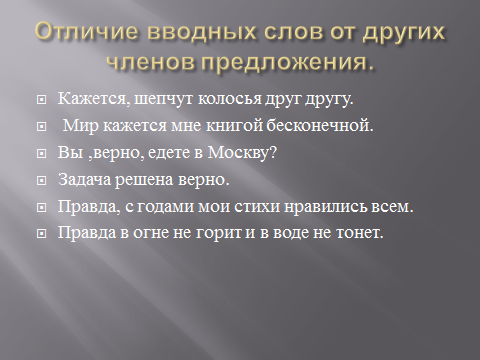 Отличие вводных слов от других
членов предложения.
Кажется, шепчут колосья друг другу.
Мир кажется мне книгой бесконечной.
Вы ,верно, едете в Москву?
Задача решена верно.
Правда, с годами мои стихи нравились всем.
Правда в огне не горит и в воде не тонет.